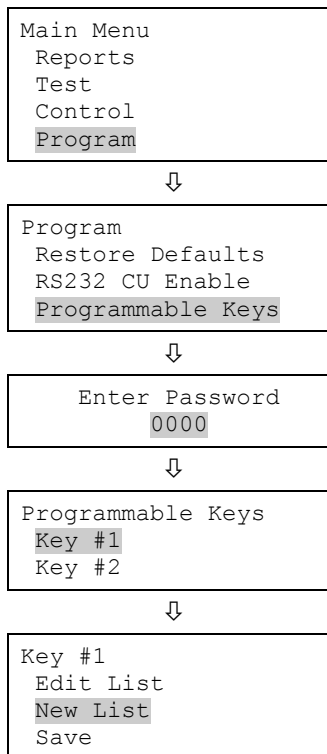 Main Menu
Reports
Test
Control
Program
⇩
Program
Restore Defaults
RS232 CU Enable
Programmable Keys
⇩
Enter Password
0000
⇩
Programmable Keys
Key #1
Key #2
⇩
Key #1
Edit List
New List
Save